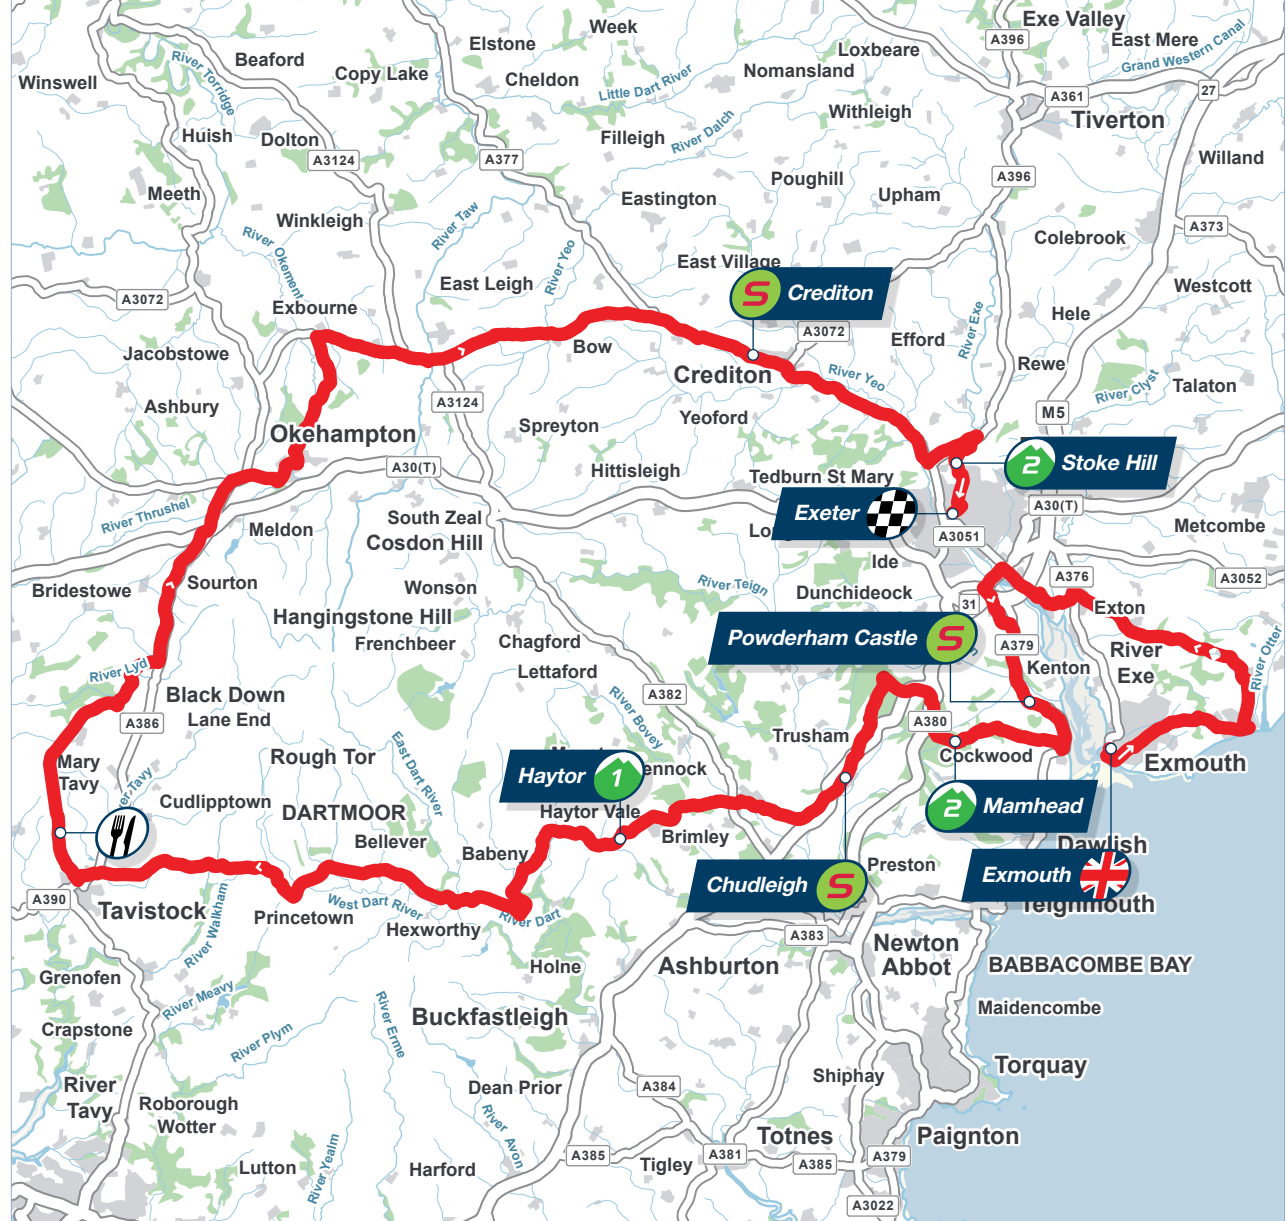 Exe Valley
Week
Elstone
A396
East Mere
Loxbeare
Beaford
Grand Western Canal
Copy Lake
Nomansland
Winswell
River Torridge
Cheldon
Little Dart River
A361
27
Withleigh
Tiverton
Huish
Dolton
Filleigh
River Dalch
A3124
A377
Willand
Poughill
A396
Meeth
Eastington
Upham
Winkleigh
River Taw
A373
Colebrook
River Okement
River Yeo
East Village
East Leigh
Westcott
A3072
Crediton
Exbourne
Hele
River Exe
A3072
Efford
Jacobstowe
Bow
Rewe
Crediton
River Yeo
River Clyst
Talaton
Ashbury
A3124
M5
Yeoford
Okehampton
Spreyton
A30(T)
Hittisleigh
Stoke Hill
2
Tedburn St Mary
A30(T)
River Thrushel
South Zeal
Exeter
Meldon
Metcombe
Cosdon Hill
A3051
Ide
Bridestowe
Sourton
Wonson
River Teign
Dunchideock
A376
A3052
31
Exton
Hangingstone Hill
Frenchbeer
Chagford
Powderham Castle
A379
River
Exe
River Otter
Lettaford
Kenton
River Lyd
Black Down
A382
River Bovey
Lane End
A386
A380
Trusham
East Dart River
Rough Tor
Cockwood
Exmouth
Mary
Tavy
Haytor
1
ennock
Cudlipptown
Mamhead
2
DARTMOOR
Haytor Vale
Bellever
Brimley
Dawlish
Babeny
Preston
Chudleigh
Exmouth
A390
Tavistock
River Walkham
Princetown
West Dart River
Hexworthy
River Dart
Teignmouth
A383
Newton
Abbot
Grenofen
Holne
Ashburton
BABBACOMBE BAY
River Meavy
Maidencombe
Crapstone
River Plym
River Erme
Buckfastleigh
Torquay
River
Tavy
Roborough
Wotter
Dean Prior
A384
Shiphay
River Avon
Totnes
Paignton
Lutton
River Yealm
Harford
A385
Tigley
A381
A385
A379
A3022